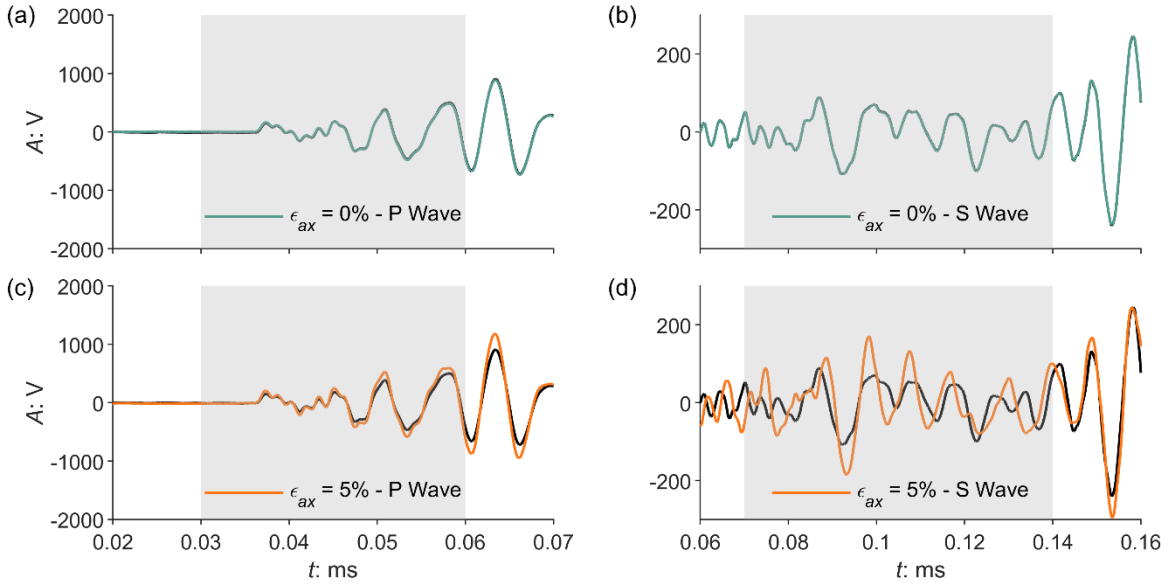 (a)
2000
1000
0
-1000
-2000
A: V
ϵax = 0% - P Wave
(b)
200
0
-200
ϵax = 0% - S Wave
(c)
2000
1000
0
-1000
-2000
A: V
ϵax = 5% - P Wave
0.02 0.03 0.04 0.05 0.06 0.07
t: ms
(d)
200
0
-200
ϵax = 5% - S Wave
0.06 0.08 0.1 0.12 0.14 0.16
t: ms